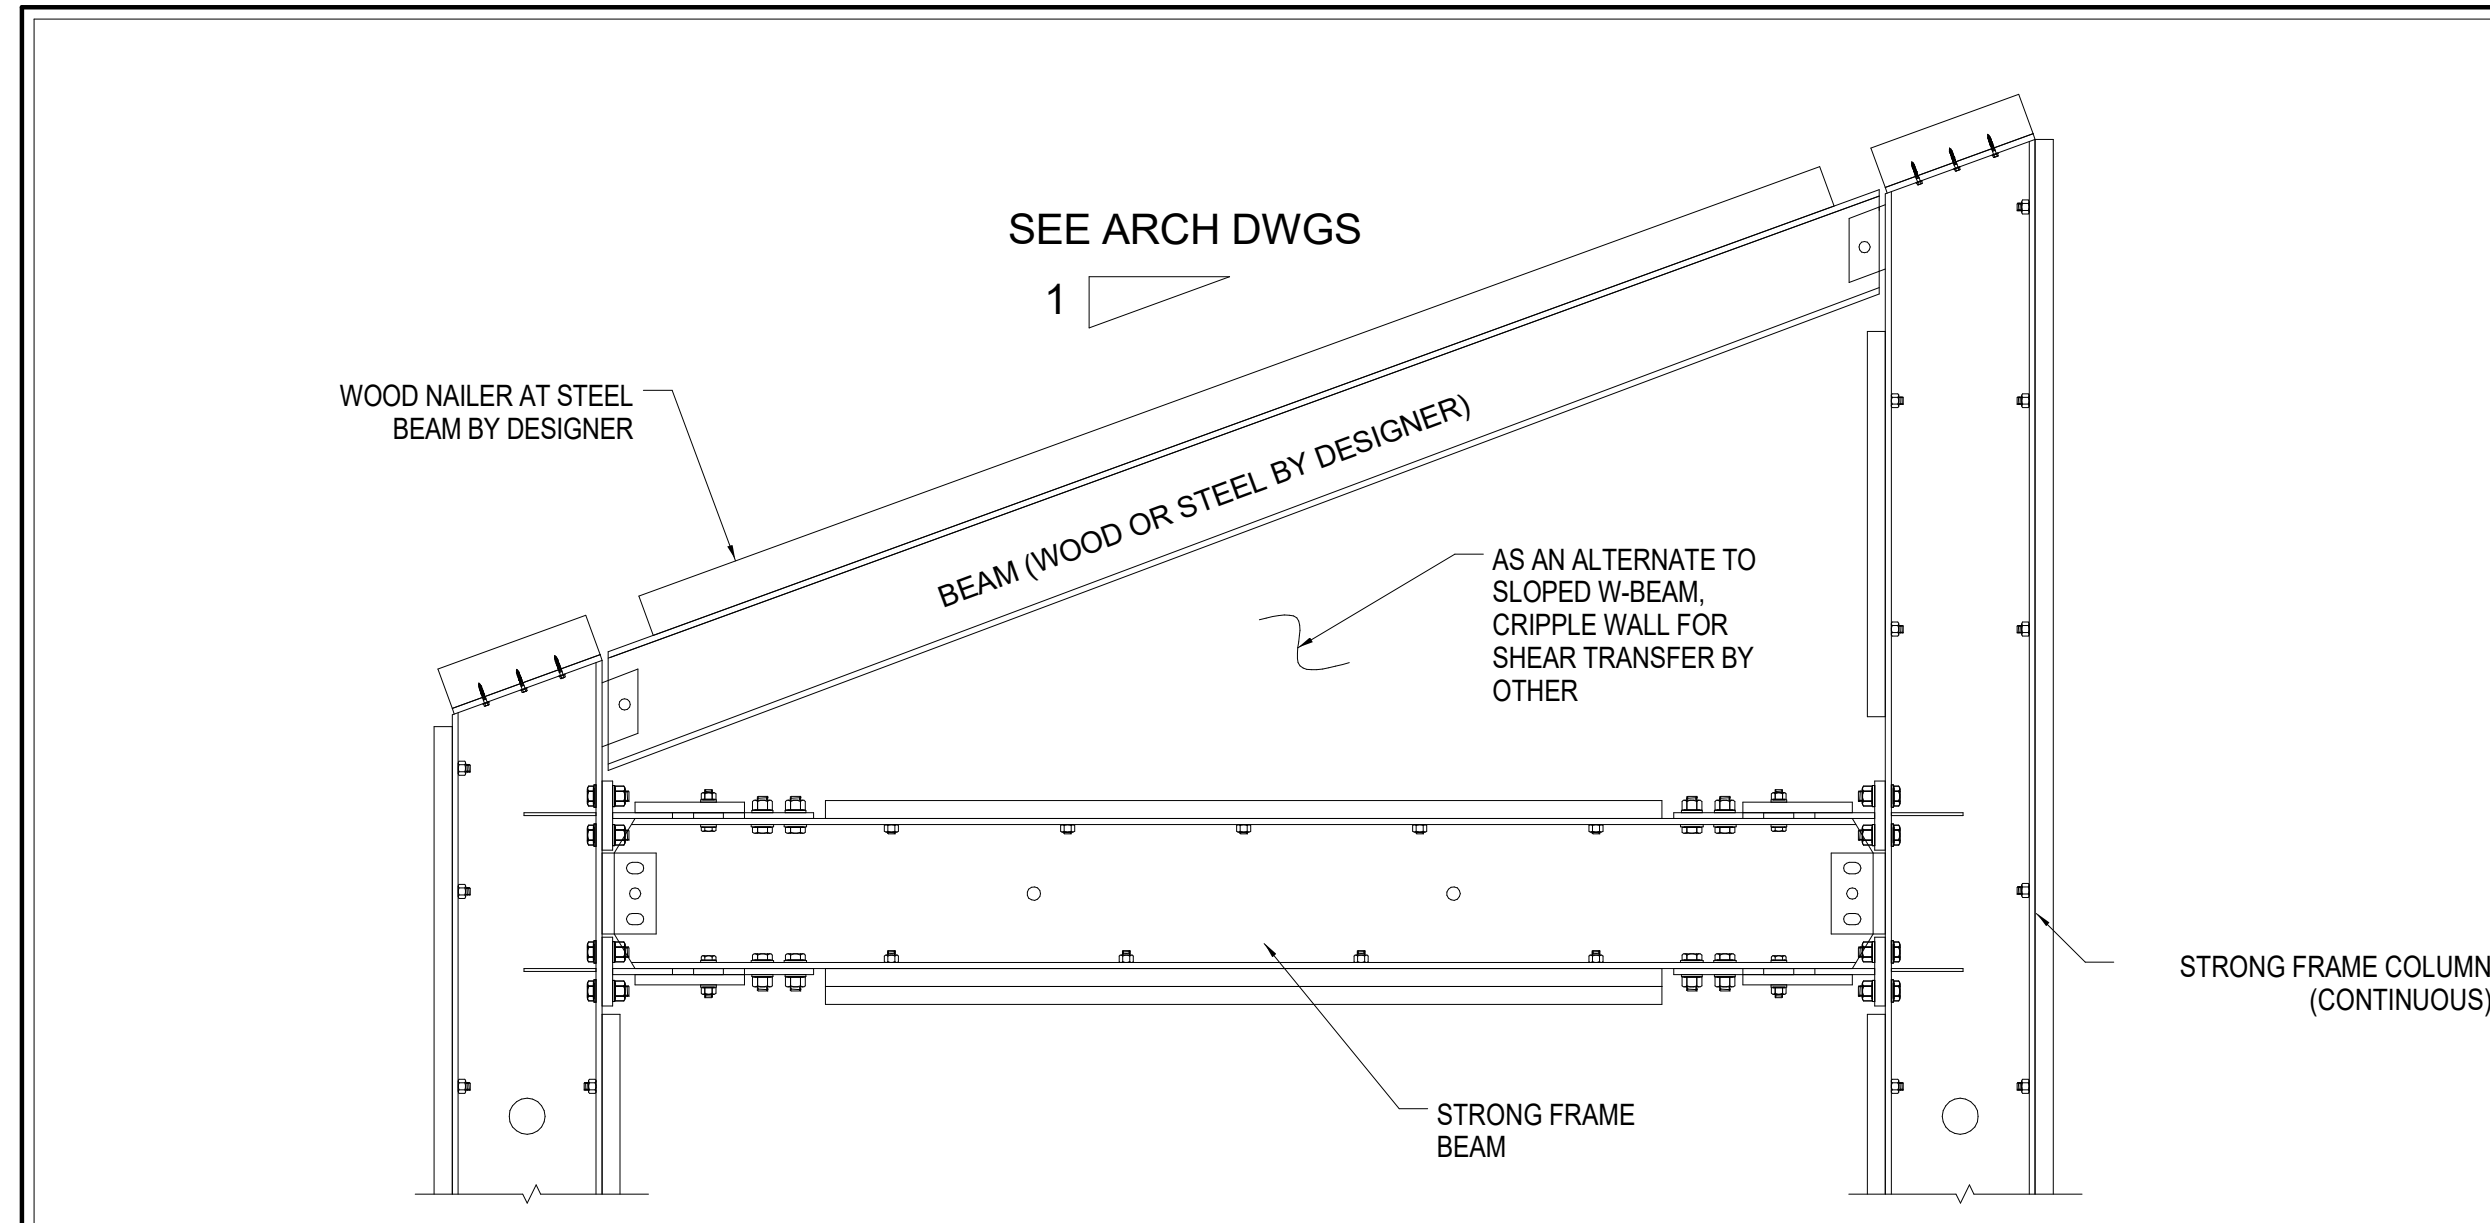 SEE ARCH DWGS
1
WOOD NAILER AT STEEL
BEAM BY DESIGNER
BEAM (WOOD OR STEEL BY DESIGNER)
AS AN ALTERNATE TO
SLOPED W-BEAM,
CRIPPLE WALL FOR
SHEAR TRANSFER BY
OTHER
STRONG FRAME COLUMN
(CONTINUOUS)
STRONG FRAME
BEAM